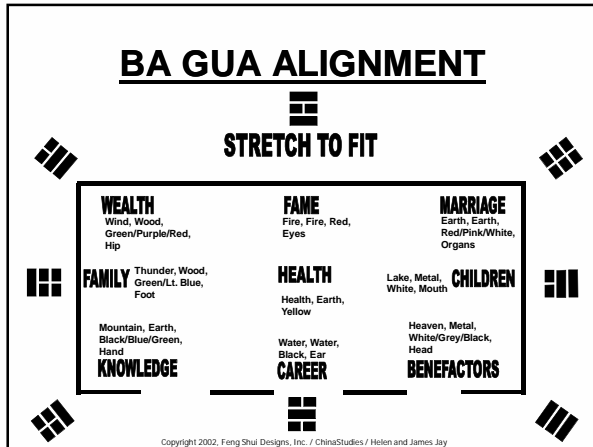 BA GUA ALIGNMENT
STRETCH TO FIT
WEALTH
Wind, Wood,
Green/Purple/Red,
Hip
FAME
Fire, Fire, Red,
Eyes
MARRIAGE
Earth, Earth,
Red/Pink/White,
Organs
FAMILY
Thunder, Wood,
Green/Lt. Blue,
Foot
HEALTH
Health, Earth,
Yellow
Lake, Metal,
White, Mouth
CHILDREN
Mountain, Earth,
Black/Blue/Green,
Hand
KNOWLEDGE
Water, Water,
Black, Ear
CAREER
Heaven, Metal,
White/Grey/Black,
Head
BENEFACTORS
Copyright 2002, Feng Shui Designs, Inc. / ChinaStudies / Helen and James Jay